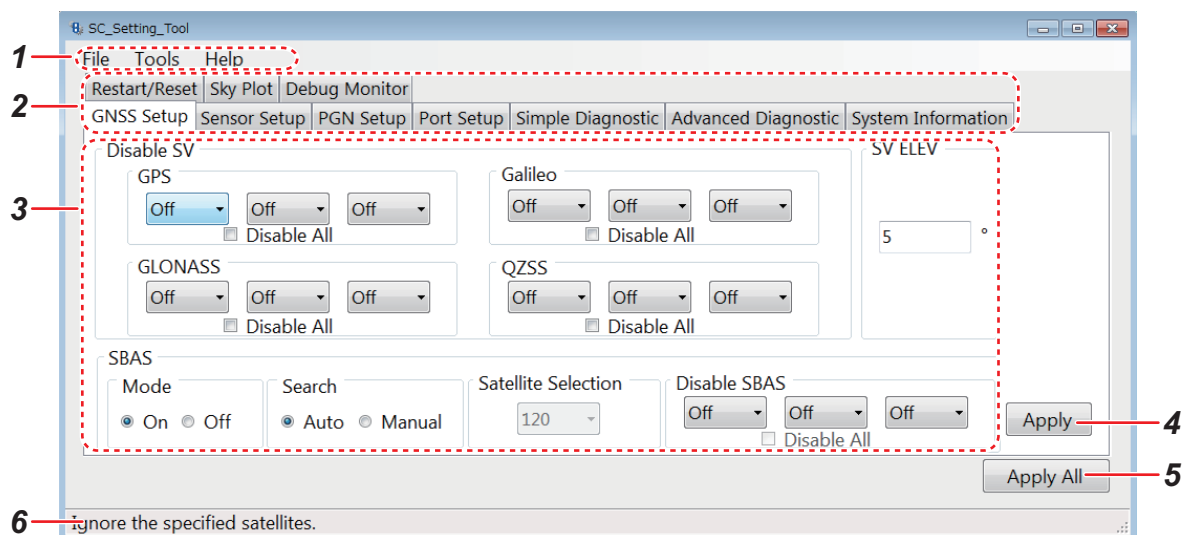 SC_Setting_Tool
1 File Tools Help
Restart/Reset Sky Plot Debug Monitor
2 GNSS Setup Sensor Setup PGN Setup Port Setup Simple Diagnostic Advanced Diagnostic System Information
Disable SV SV ELEV
GPS Galileo
3 Off Off Off Off Off Off
Disable All Disable All 5 °
GLONASS QZSS
Off Off Off Off Off Off
Disable All Disable All
SBAS
Mode Search Satellite Selection Disable SBAS
On Off Auto Manual 120 Off Off Off Apply 4
Disable All
Apply All 5
6 Ignore the specified satellites.